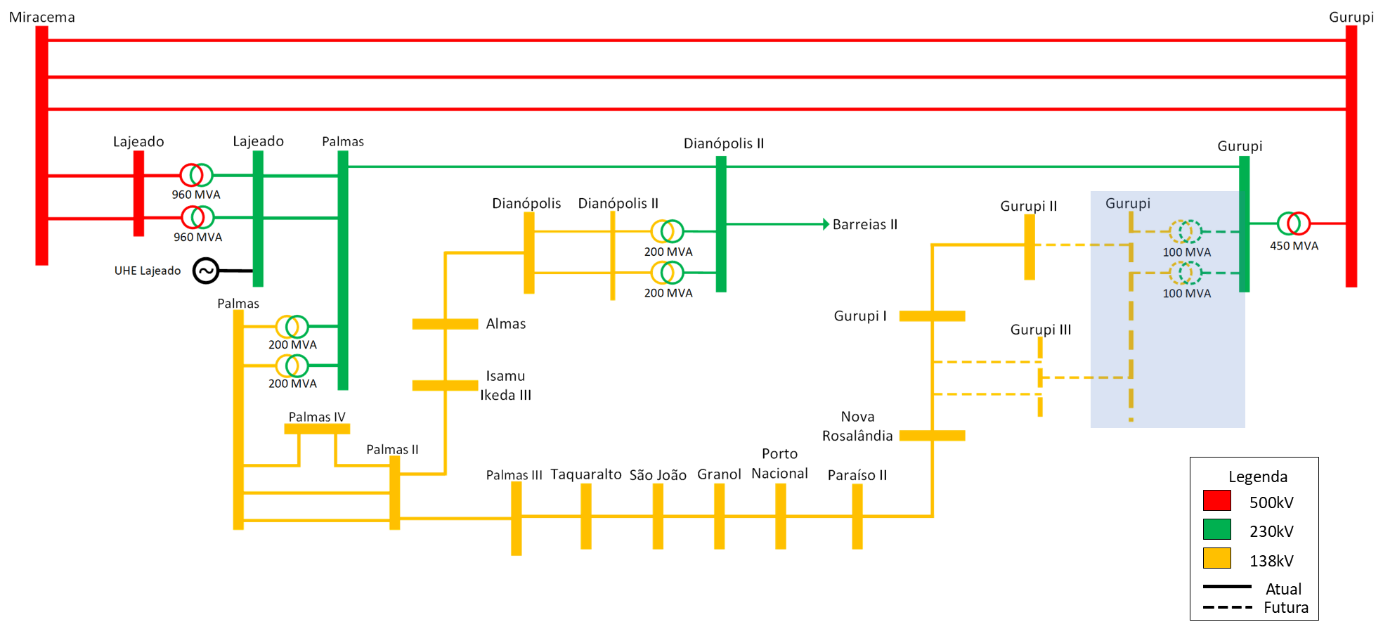 Miracema
Gurupi
Lajeado
Lajeado
Palmas
Dianópolis II
Gurupi
960 MVA
960 MVA
UHE Lajeado
Dianópolis
Dianópolis II
200 MVA
200 MVA
Barreias II
Gurupi II
Gurupi
100 MVA
100 MVA
450 MVA
Palmas
200 MVA
200 MVA
Almas
Isamu
Ikeda III
Gurupi I
Gurupi III
Palmas IV
Palmas II
Nova
Rosalândia
Palmas III
Taquaralto
São João
Granol
Porto
Nacional
Paraíso II
Legenda
500kV
230kV
138kV
Atual
Futura